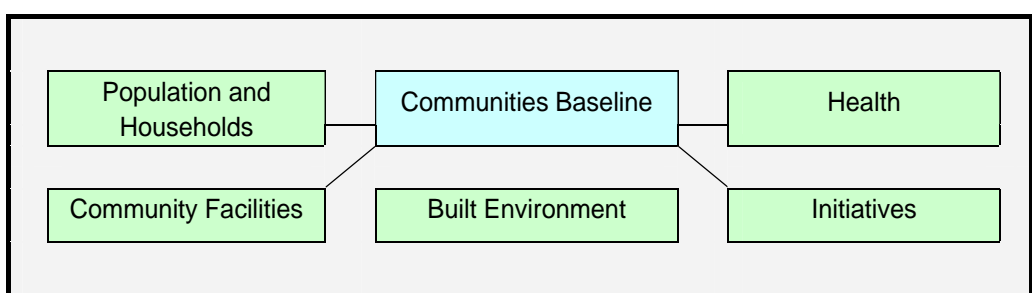 Population and
Households
Communities Baseline
Health
Community Facilities
Built Environment
Initiatives